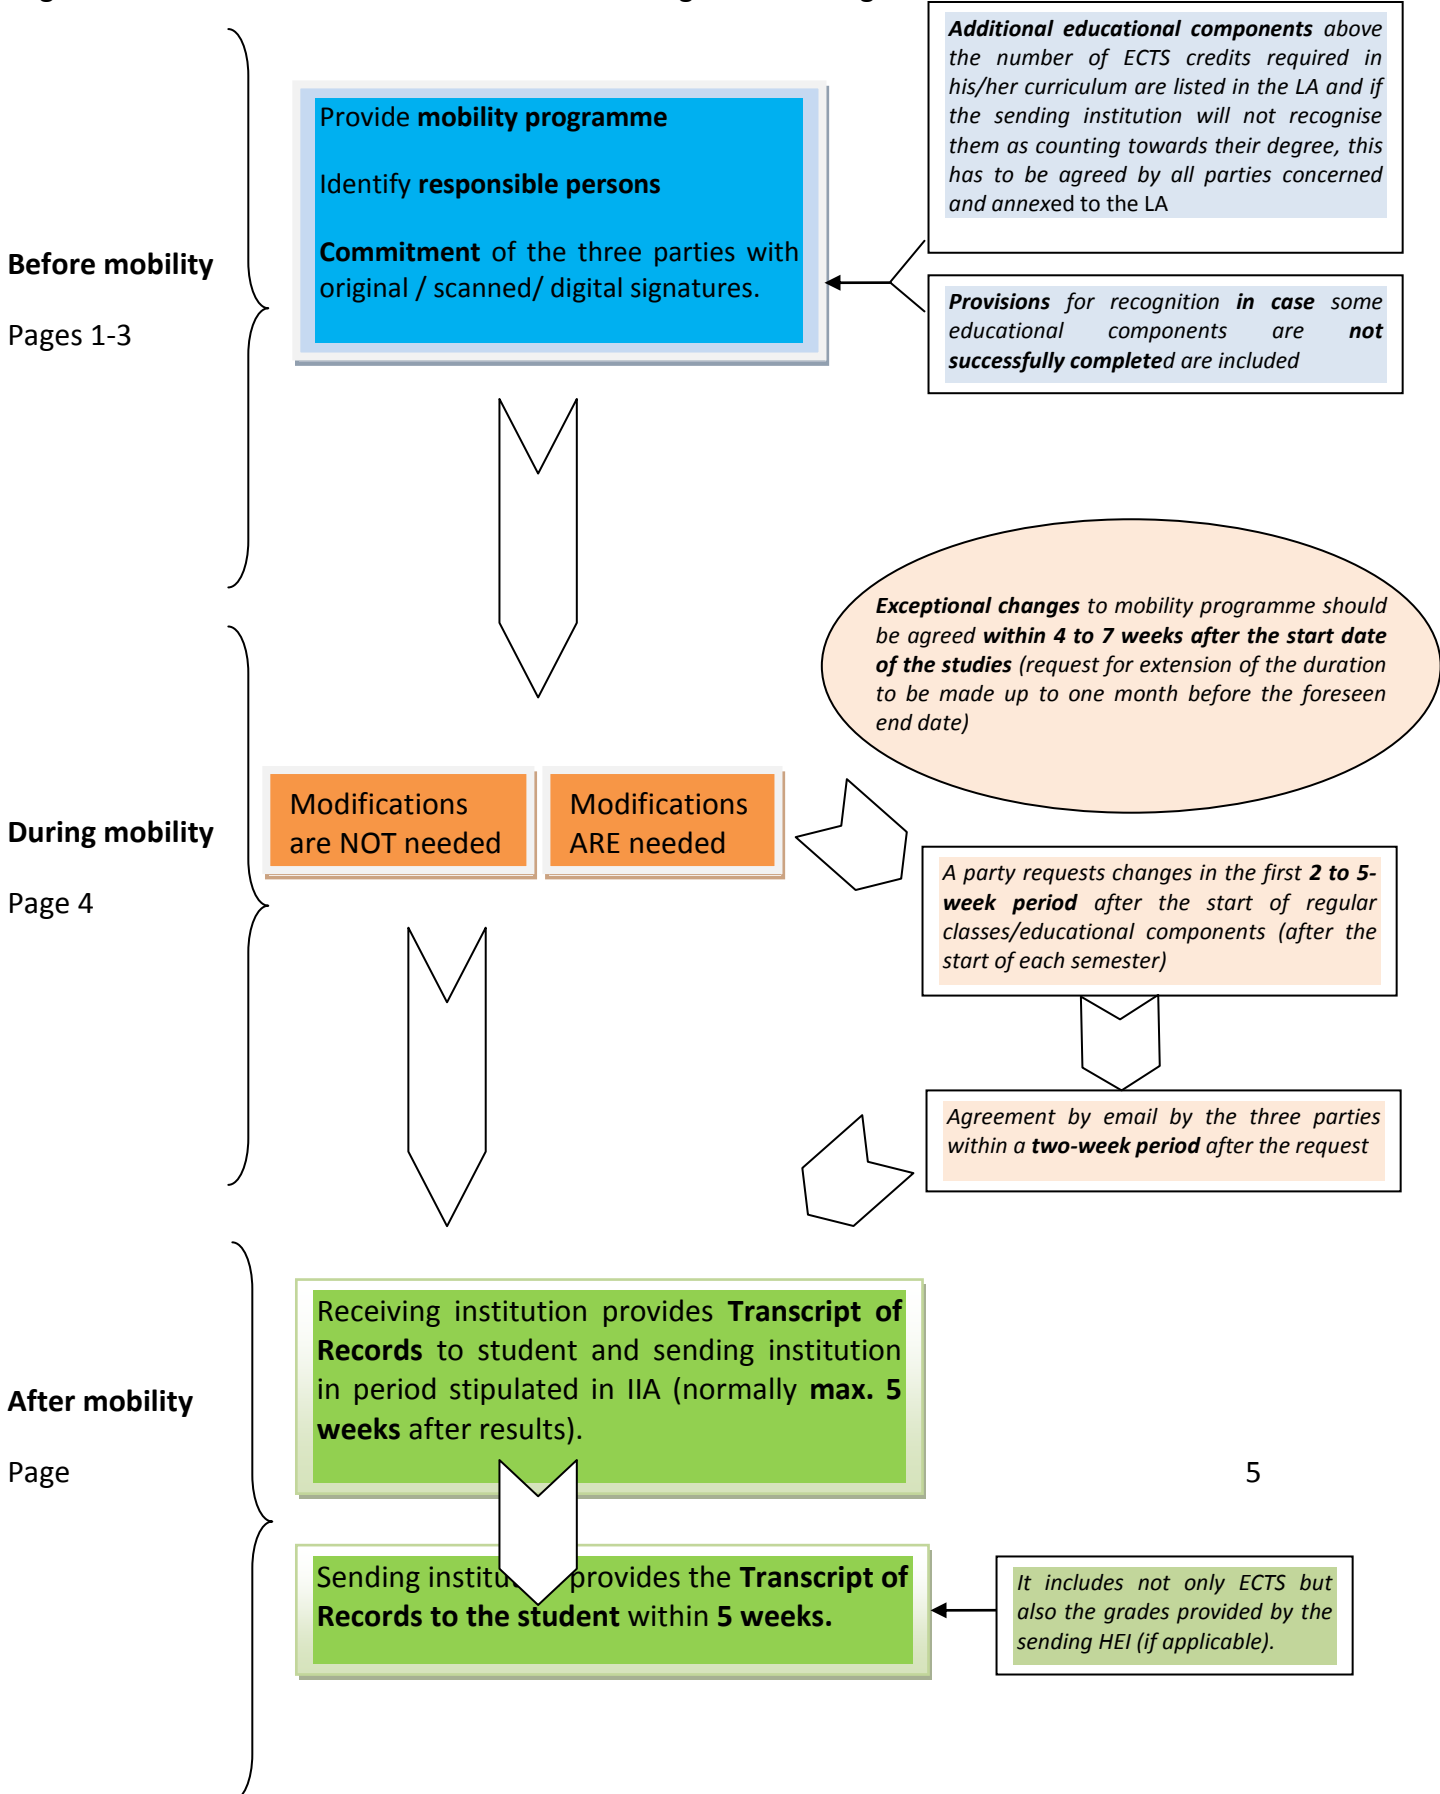 Additional educational components above
the number of ECTS credits required in
his/her curriculum are listed in the LA and if
the sending institution will not recognise
them as counting towards their degree, this
has to be agreed by all parties concerned
and annexed to the LA
Provide mobility programme
Identify responsible persons
Commitment of the three parties with
original / scanned/ digital signatures.
Before mobility
Pages 1-3
Provisions for recognition in case some
educational components are not
successfully completed are included
Exceptional changes to mobility programme should
be agreed within 4 to 7 weeks after the start date
of the studies (request for extension of the duration
to be made up to one month before the foreseen
end date)
During mobility
Page 4
Modifications
are NOT needed
Modifications
ARE needed
A party requests changes in the first 2 to 5-
week period after the start of regular
classes/educational components (after the
start of each semester)
Agreement by email by the three parties
within a two-week period after the request
After mobility
Page 5
Receiving institution provides Transcript of
Records to student and sending institution
in period stipulated in IIA (normally max. 5
weeks after results).
Sending provides the Transcript of
Records to the student within 5 weeks.
It includes not only ECTS but
also the grades provided by the
sending HEI (if applicable).